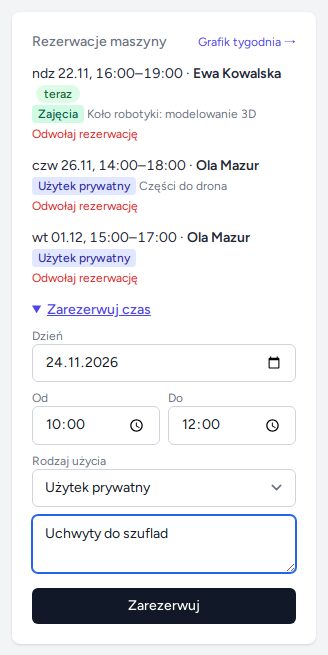 Rezerwacje maszyny
Grafik tygodnia →
ndz 22.11, 16:00–19:00 · Ewa Kowalska
teraz
Zajęcia Koło robotyki: modelowanie 3D
Odwołaj rezerwację
czw 26.11, 14:00–18:00 · Ola Mazur
Użytek prywatny Części do drona
Odwołaj rezerwację
wt 01.12, 15:00–17:00 · Ola Mazur
Użytek prywatny
Odwołaj rezerwację
▼ Zarezerwuj czas
Dzień
24.11.2026
Od Do
10:00 12:00
Rodzaj użycia
Użytek prywatny
Uchwyty do szuflad
Zarezerwuj